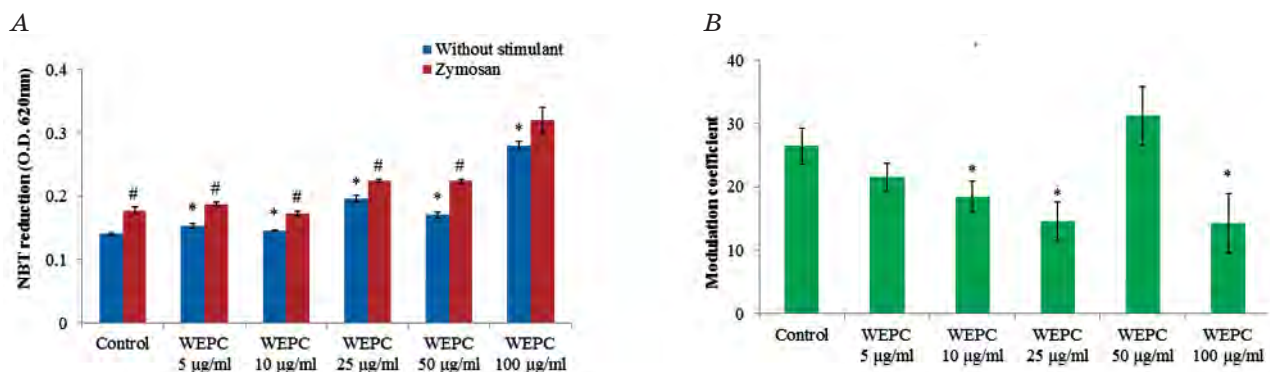 A
Without stimulant
Zymosan
NBT reduction (O.D. 620nm)
0.4
0.3
0.2
0.1
0
#
* #
* #
* #
* #
*
Control WEPC WEPC WEPC WEPC WEPC
5 µg/ml 10 µg/ml 25 µg/ml 50 µg/ml 100 µg/ml
B
Modulation coefficient
40
30
20
10
0
* * *
Control WEPC WEPC WEPC WEPC WEPC
5 µg/ml 10 µg/ml 25 µg/ml 50 µg/ml 100 µg/ml